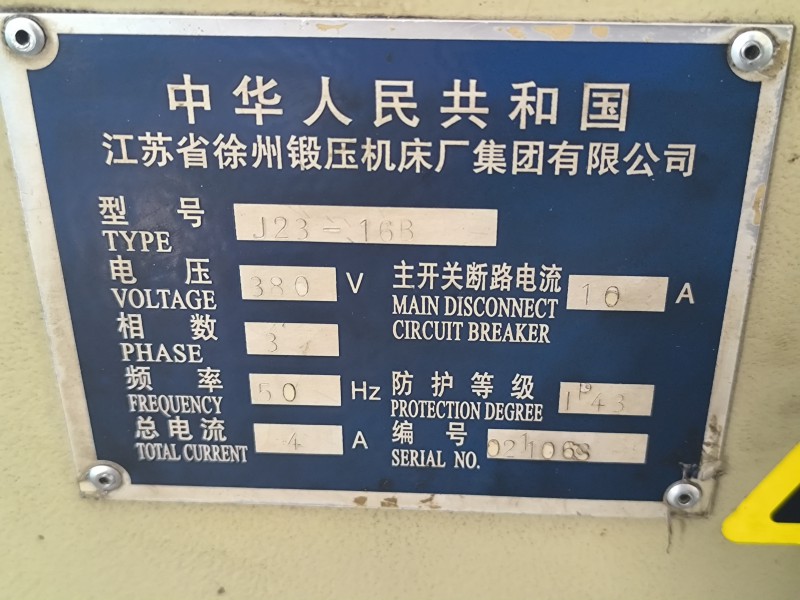 中华人民共和国
江苏省徐州锻压机床厂集团有限公司
型 号 J23-16B
TYPE
电 压 380 V
VOLTAGE
主开关断路电流 10 A
MAIN DISCONNECT
CIRCUIT BREAKER
相 数 3
PHASE
频 率 50 Hz
FREQUENCY
防护等级 IP43
PROTECTION DEGREE
总电流 4 A
TOTAL CURRENT
编 号
SERIAL NO.